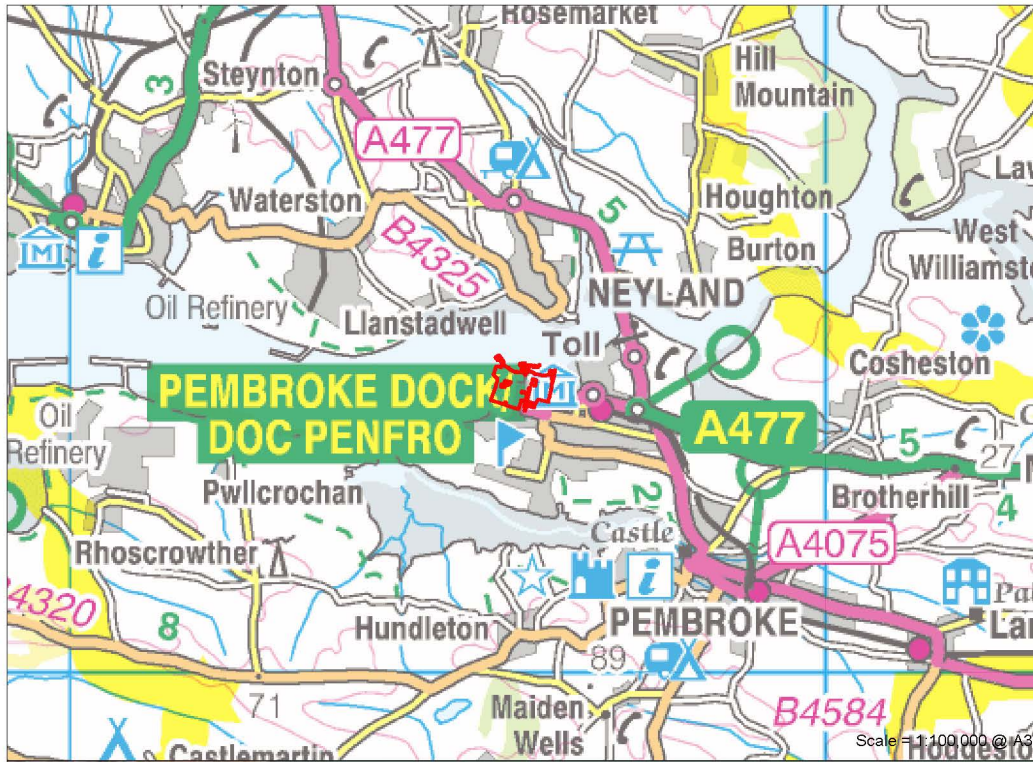 Rosemarket
Steynton
Hill
Mountain
3
A477
Waterston
5
Houghton
B4325
Burton
West
M
i
Oil Refinery
NEYLAND
Llanstadwell
Toll
Cosheston
PEMBROKE DOCK
DOC PENFRO
A477
Oil
Refinery
5
27
Pwllcrochan
2
Brotherhill
4
Castle
A4075
Rhoscrowther
i
8
Hundleton
PEMBROKE
89
71
Maiden
Wells
B4584
Castlemartin
Scale = 1:100,000 @ A3